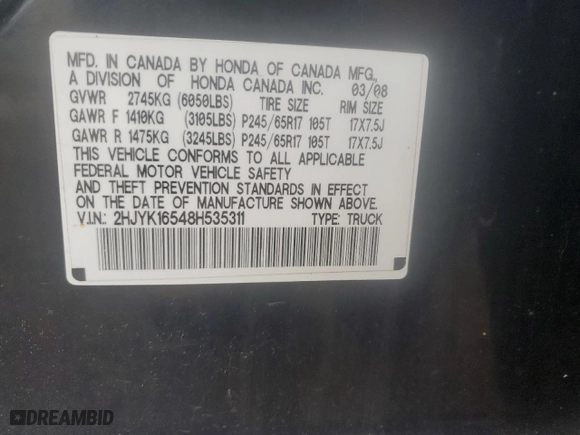 MFD. IN CANADA BY HONDA OF CANADA MFG.,
A DIVISION OF HONDA CANADA INC. 03/08
GVWR 2745KG (6050LBS) TIRE SIZE RIM SIZE
GAWR F 1410KG (3105LBS) P245/65R17 105T 17X7.5J
GAWR R 1475KG (3245LBS) P245/65R17 105T 17X7.5J
THIS VEHICLE CONFORMS TO ALL APPLICABLE
FEDERAL MOTOR VEHICLE SAFETY
AND THEFT PREVENTION STANDARDS IN EFFECT
ON THE DATE OF MANUFACTURE SHOWN ABOVE.
V.I.N.: 2HJYK16548H535311 TYPE: TRUCK
DREAMBID